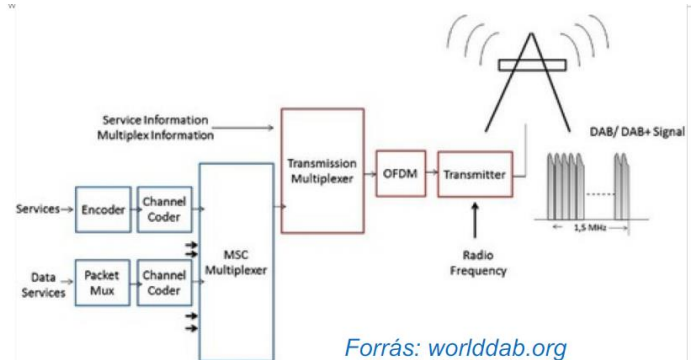 Service Information
Multiplex Information
Transmission
Multiplexer
OFDM
Transmitter
DAB/ DAB+ Signal
1,5 MHz
Radio
Frequency
Services
Encoder
Channel
Coder
MSC
Multiplexer
Data
Services
Packet
Mux
Channel
Coder
Forrás: worlddab.org